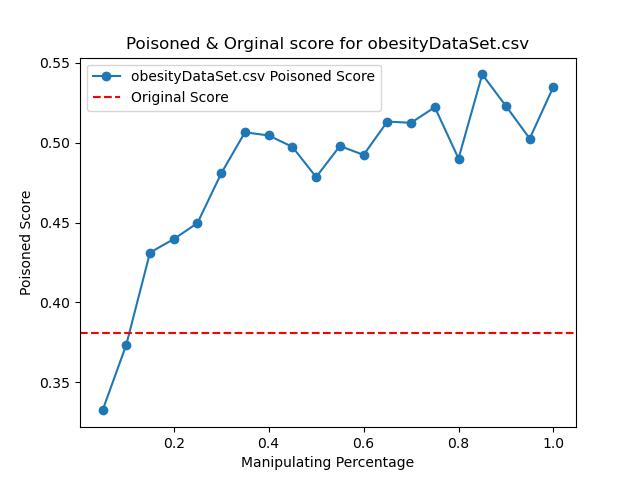 Poisoned & Orginal score for obesityDataSet.csv
obesityDataSet.csv Poisoned Score
Original Score
Poisoned Score
0.55
0.50
0.45
0.40
0.35
0.2
0.4
0.6
0.8
1.0
Manipulating Percentage